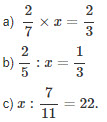 a) 2/7 × x = 2/3
b) 2/5 : x = 1/3
c) x : 7/11 = 22.